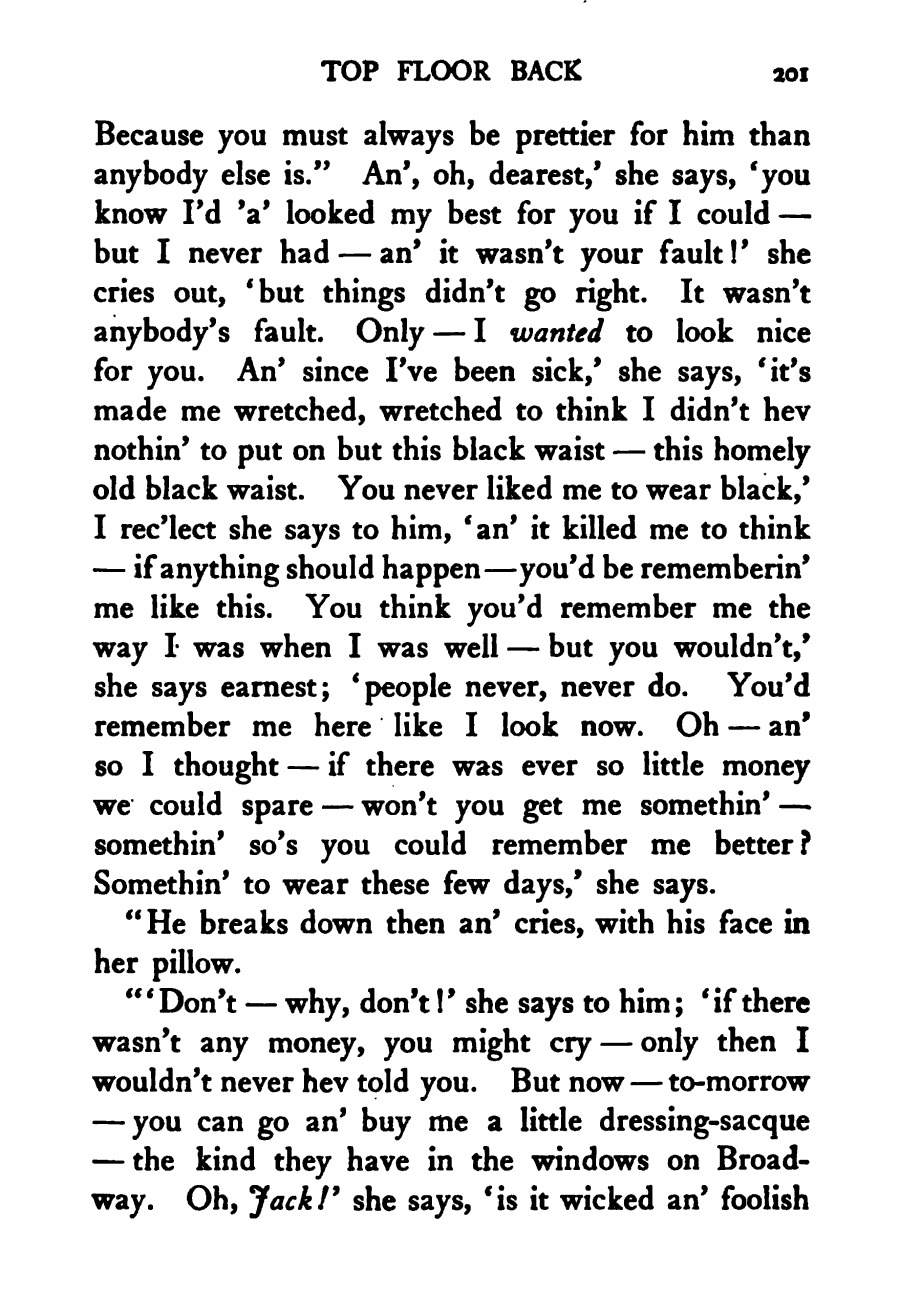 TOP FLOOR BACK 201
Because you must always be prettier for him than
anybody else is.” An’, oh, dearest,’ she says, ‘you
know I’d ’a’ looked my best for you if I could —
but I never had — an’ it wasn’t your fault!’ she
cries out, ‘but things didn’t go right. It wasn’t
anybody’s fault. Only — I wanted to look nice
for you. An’ since I’ve been sick,’ she says, ‘it’s
made me wretched, wretched to think I didn’t hev
nothin’ to put on but this black waist — this homely
old black waist. You never liked me to wear black,’
I rec’lect she says to him, ‘an’ it killed me to think
— if anything should happen—you’d be rememberin’
me like this. You think you’d remember me the
way I was when I was well — but you wouldn’t,’
she says earnest; ‘people never, never do. You’d
remember me here like I look now. Oh — an’
so I thought — if there was ever so little money
we could spare — won’t you get me somethin’ —
somethin’ so’s you could remember me better?
Somethin’ to wear these few days,’ she says.
“He breaks down then an’ cries, with his face in
her pillow.
“‘Don’t — why, don’t!’ she says to him; ‘if there
wasn’t any money, you might cry — only then I
wouldn’t never hev told you. But now — to-morrow
— you can go an’ buy me a little dressing-sacque
— the kind they have in the windows on Broad-
way. Oh, Jack!’ she says, ‘is it wicked an’ foolish